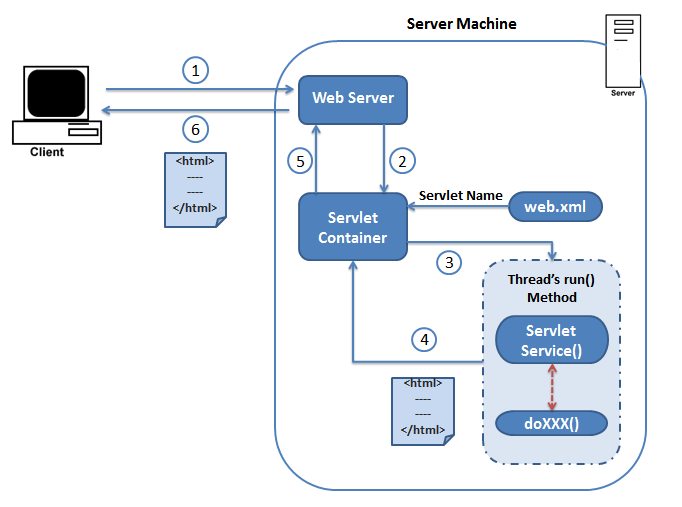 Server Machine
Server
1
Web Server
Client
6
<html>
----
----
</html>
5
2
Servlet Name
web.xml
Servlet
Container
3
Thread's run()
Method
Servlet
Service()
4
<html>
----
----
</html>
doXXX()